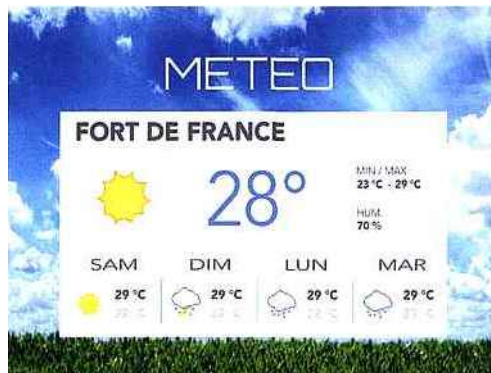 METEO
FORT DE FRANCE
28°
MIN / MAX
23 °C - 29 °C
HUM.
70 %
SAM DIM LUN MAR
29 °C 29 °C 29 °C 29 °C